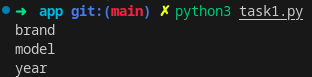 ➜ app git:(main) ✗ python3 task1.py
brand
model
year